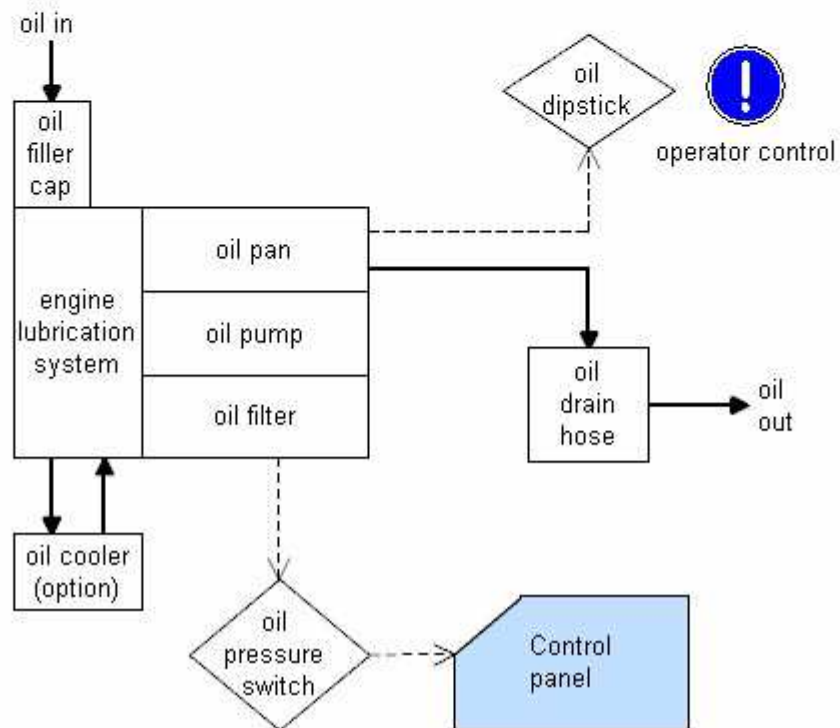 oil in
oil
filler
cap
oil
dipstick
operator control
engine
lubrication
system
oil pan
oil pump
oil filter
oil
drain
hose
oil
out
oil cooler
(option)
oil
pressure
switch
Control
panel